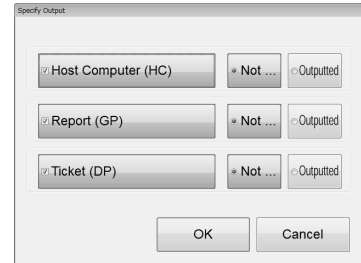 Specify Output
Host Computer (HC) Not ... Outputted
Report (GP) Not ... Outputted
Ticket (DP) Not ... Outputted
OK Cancel